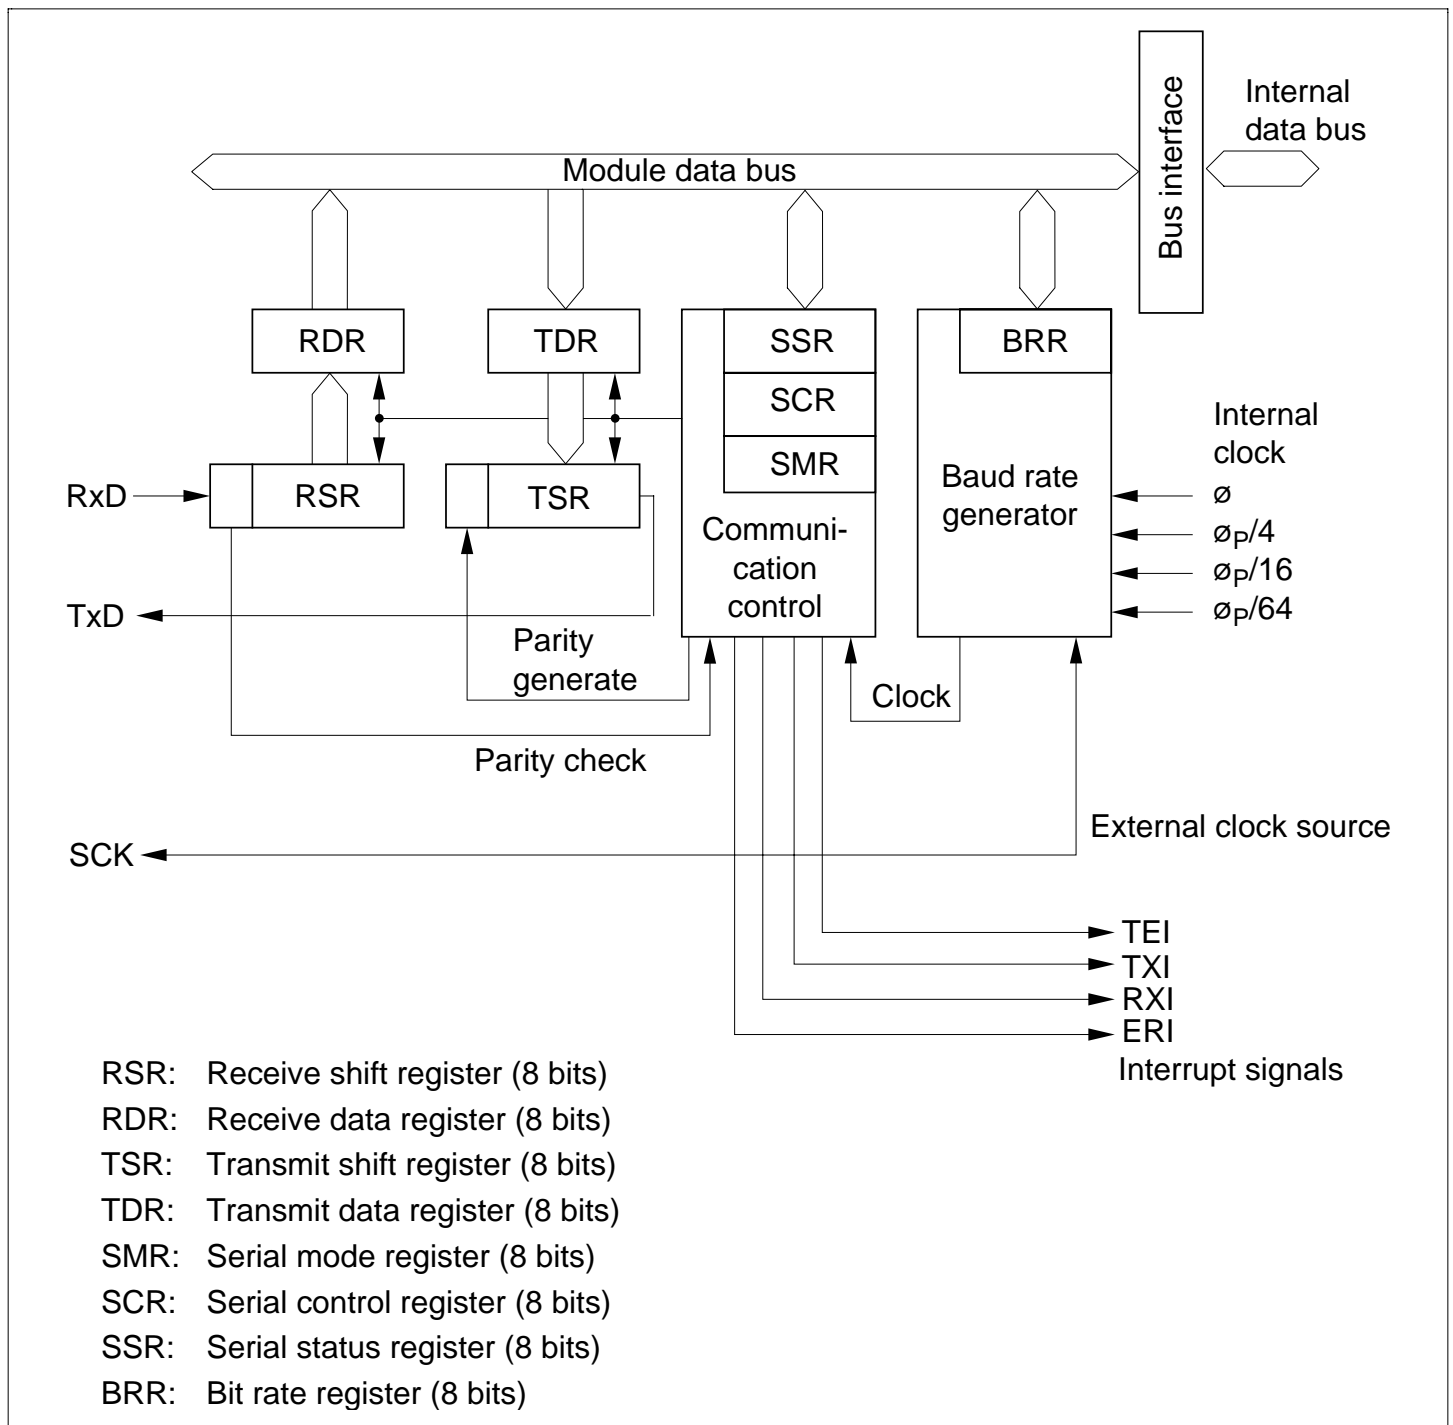 Internal
data bus
Bus interface
Module data bus
RDR
TDR
SSR
BRR
SCR
SMR
Internal
clock
RxD
RSR
TSR
Baud rate
generator
ø
øP/4
øP/16
øP/64
Communi-
cation
control
TxD
Parity
generate
Clock
Parity check
External clock source
SCK
TEI
TXI
RXI
ERI
Interrupt signals
RSR: Receive shift register (8 bits)
RDR: Receive data register (8 bits)
TSR: Transmit shift register (8 bits)
TDR: Transmit data register (8 bits)
SMR: Serial mode register (8 bits)
SCR: Serial control register (8 bits)
SSR: Serial status register (8 bits)
BRR: Bit rate register (8 bits)